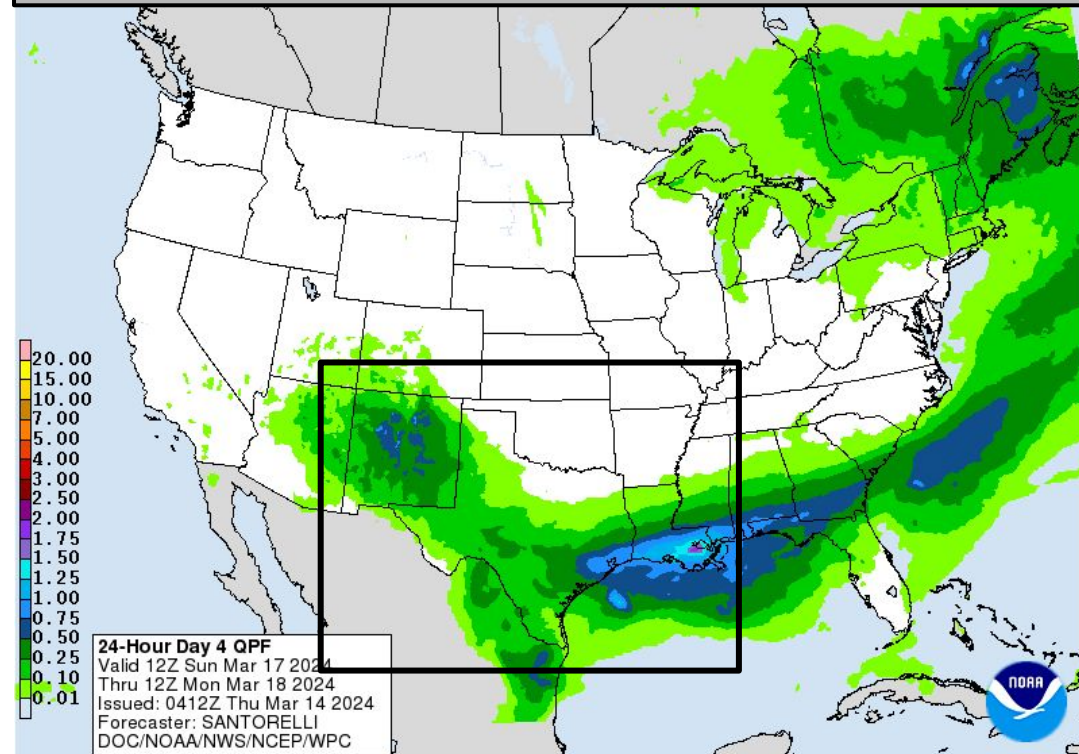 20.00
15.00
10.00
7.00
5.00
4.00
3.00
2.50
2.00
1.75
1.50
1.25
1.00
0.75
0.50
0.25
0.10
0.01
24-Hour Day 4 QPF
Valid 12Z Sun Mar 17 2024
Thru 12Z Mon Mar 18 2024
Issued: 0412Z Thu Mar 14 2024
Forecaster: SANTORELLI
DOC/NOAA/NWS/NCEP/WPC
NOAA